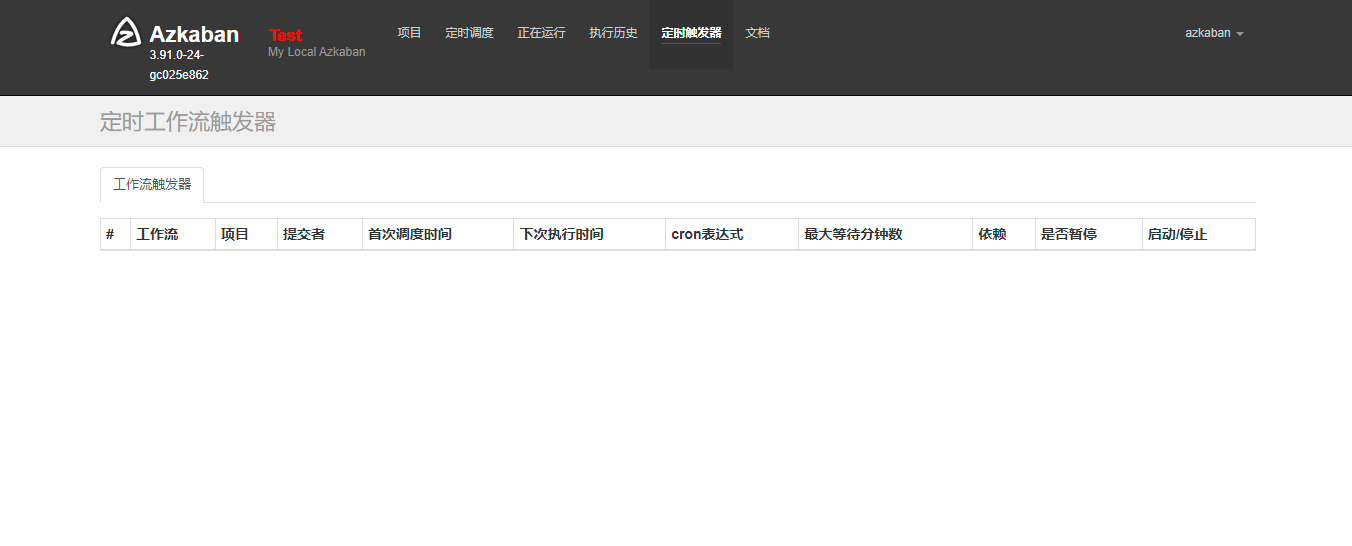 Azkaban
3.91.0-24-
gc025e862
Test
My Local Azkaban
项目 定时调度 正在运行 执行历史 定时触发器 文档
azkaban
定时工作流触发器
工作流触发器
# 工作流 项目 提交者 首次调度时间 下次执行时间 cron表达式 最大等待分钟数 依赖 是否暂停 启动/停止